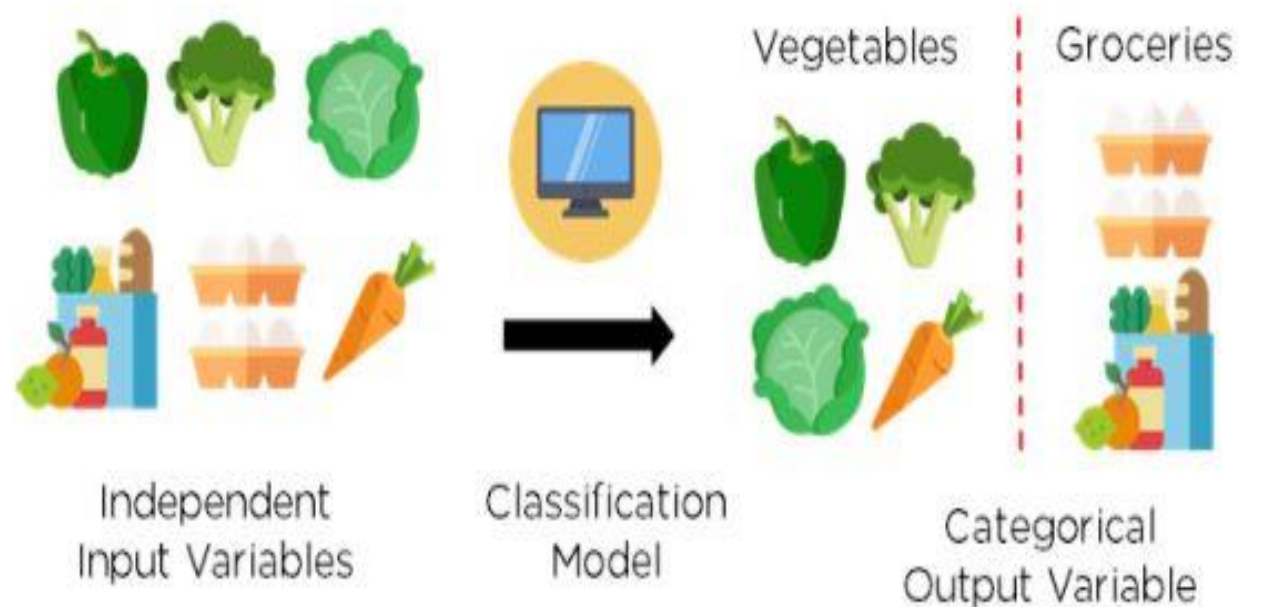 Vegetables
Groceries
Independent
Input Variables
Classification
Model
Categorical
Output Variable